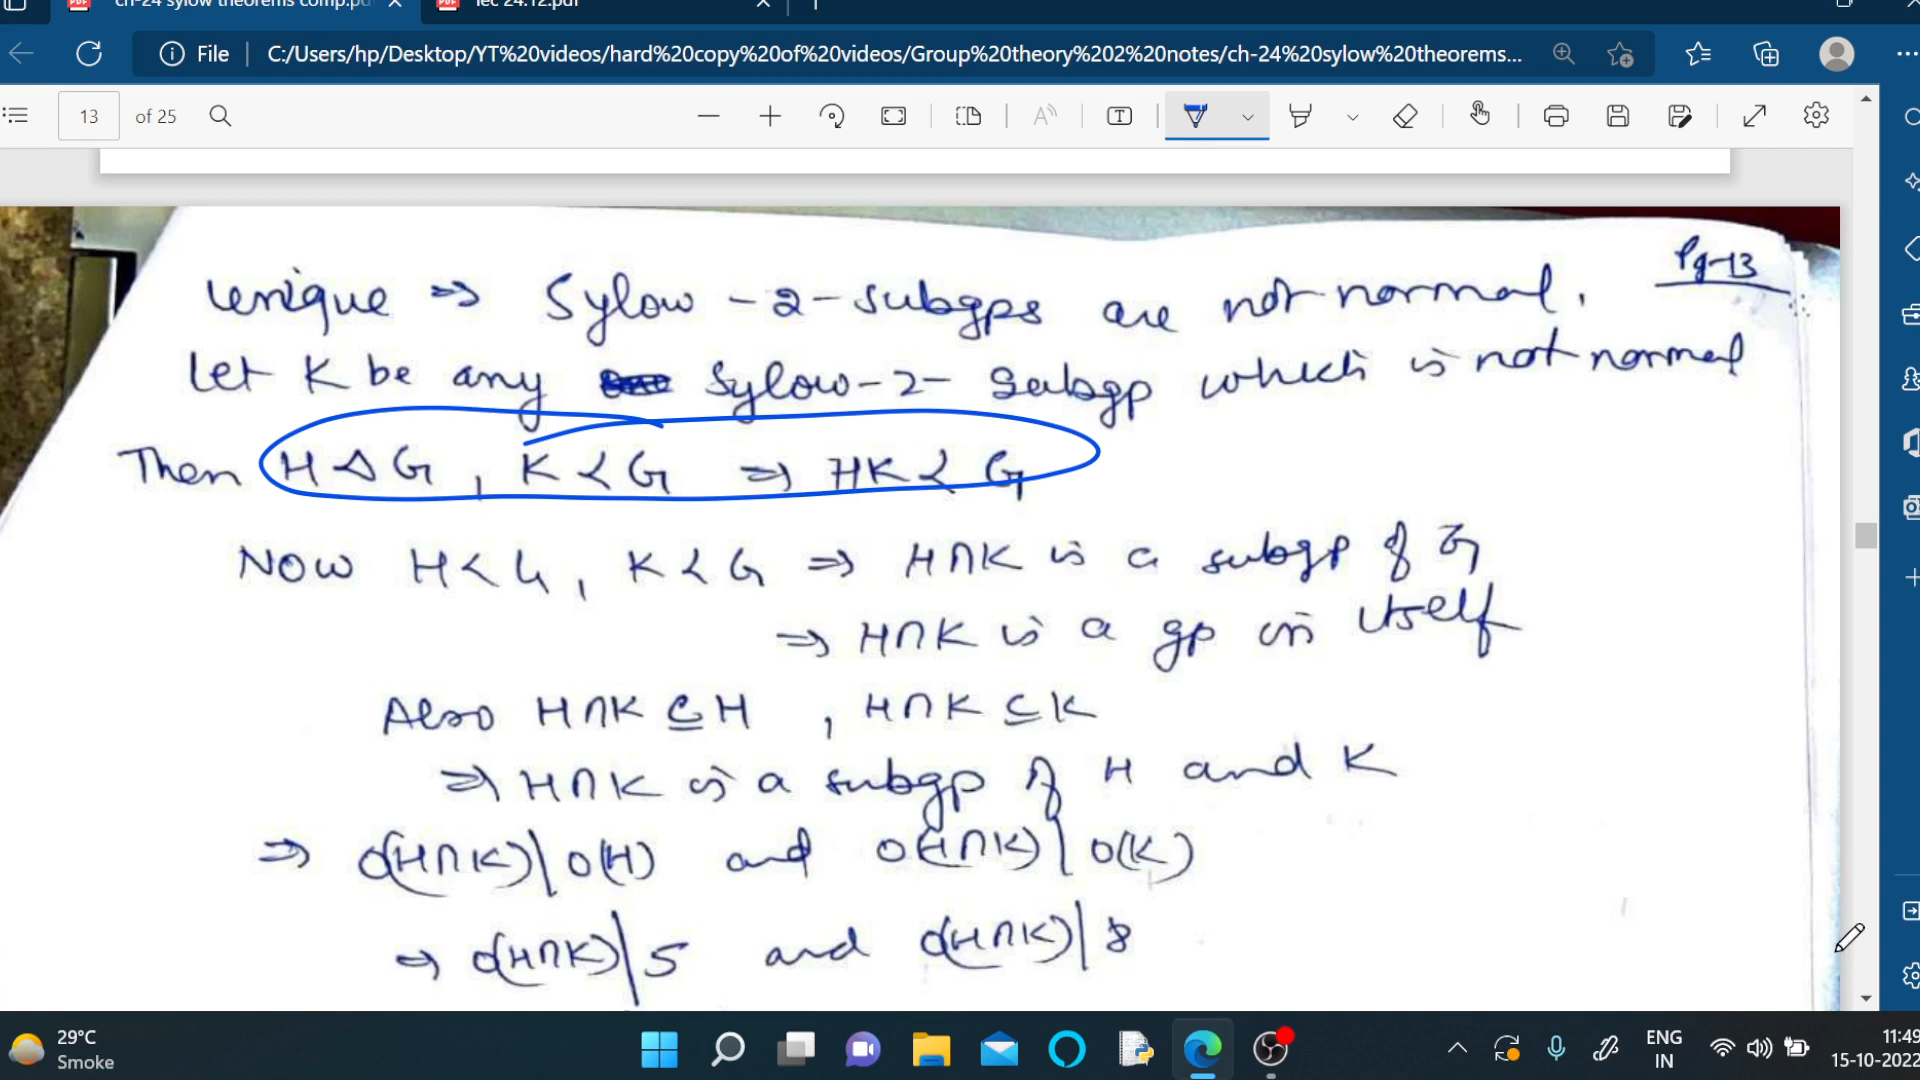 ch-24 sylow theorems comp.pd
lec 24.12.pdf
File
C:/Users/hp/Desktop/YT%20videos/hard%20copy%20of%20videos/Group%20theory%202%20notes/ch-24%20sylow%20theorems...
13 of 25
Pg-13
unique ⇒ Sylow-2-subgps are not normal.
Let K be any Sylow-2-Subgp which is not normal
Then H Δ G, K < G ⇒ HK < G
Now H < G, K < G ⇒ H∩K is a subgp of G
⇒ H∩K is a gp in itself
Also H∩K ⊆ H, H∩K ⊆ K
⇒ H∩K is a subgp of H and K
⇒ O(H∩K) | O(H) and O(H∩K) | O(K)
⇒ O(H∩K) | 5 and O(H∩K) | 8
29°C
Smoke
ENG
IN
11:49
15-10-2022